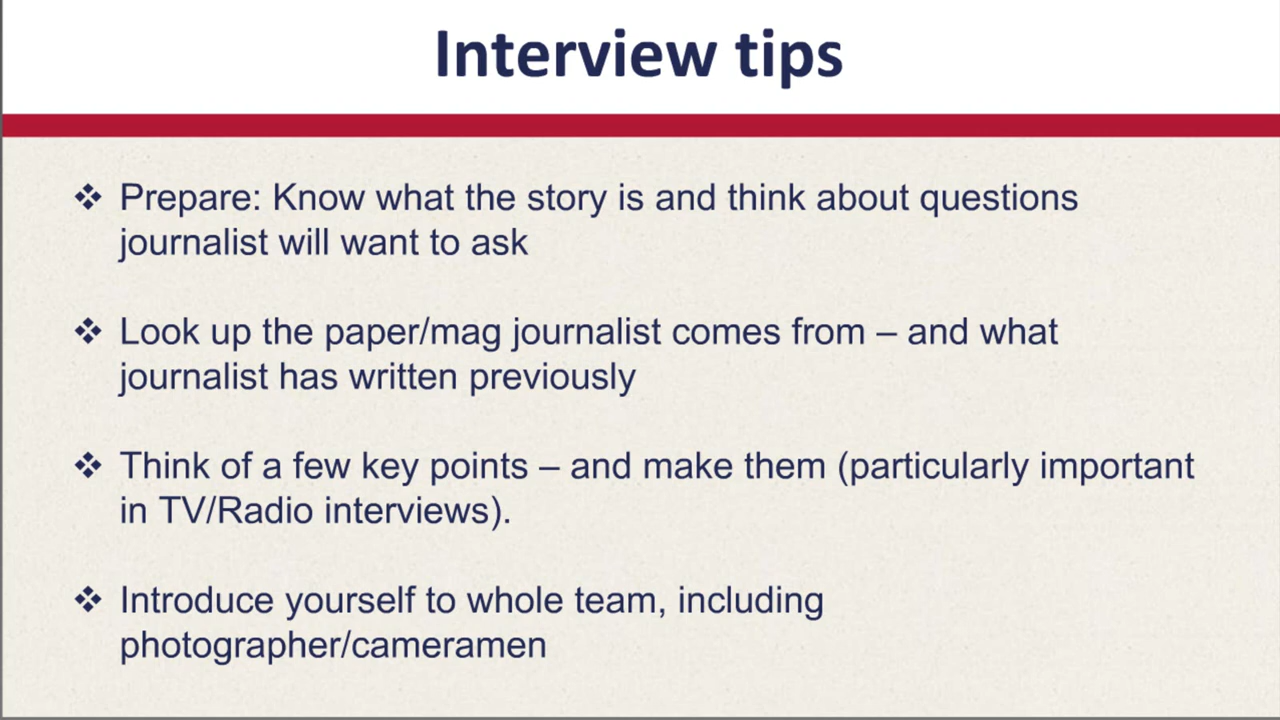 Interview tips
❖ Prepare: Know what the story is and think about questions
journalist will want to ask
❖ Look up the paper/mag journalist comes from – and what
journalist has written previously
❖ Think of a few key points – and make them (particularly important
in TV/Radio interviews).
❖ Introduce yourself to whole team, including
photographer/cameramen